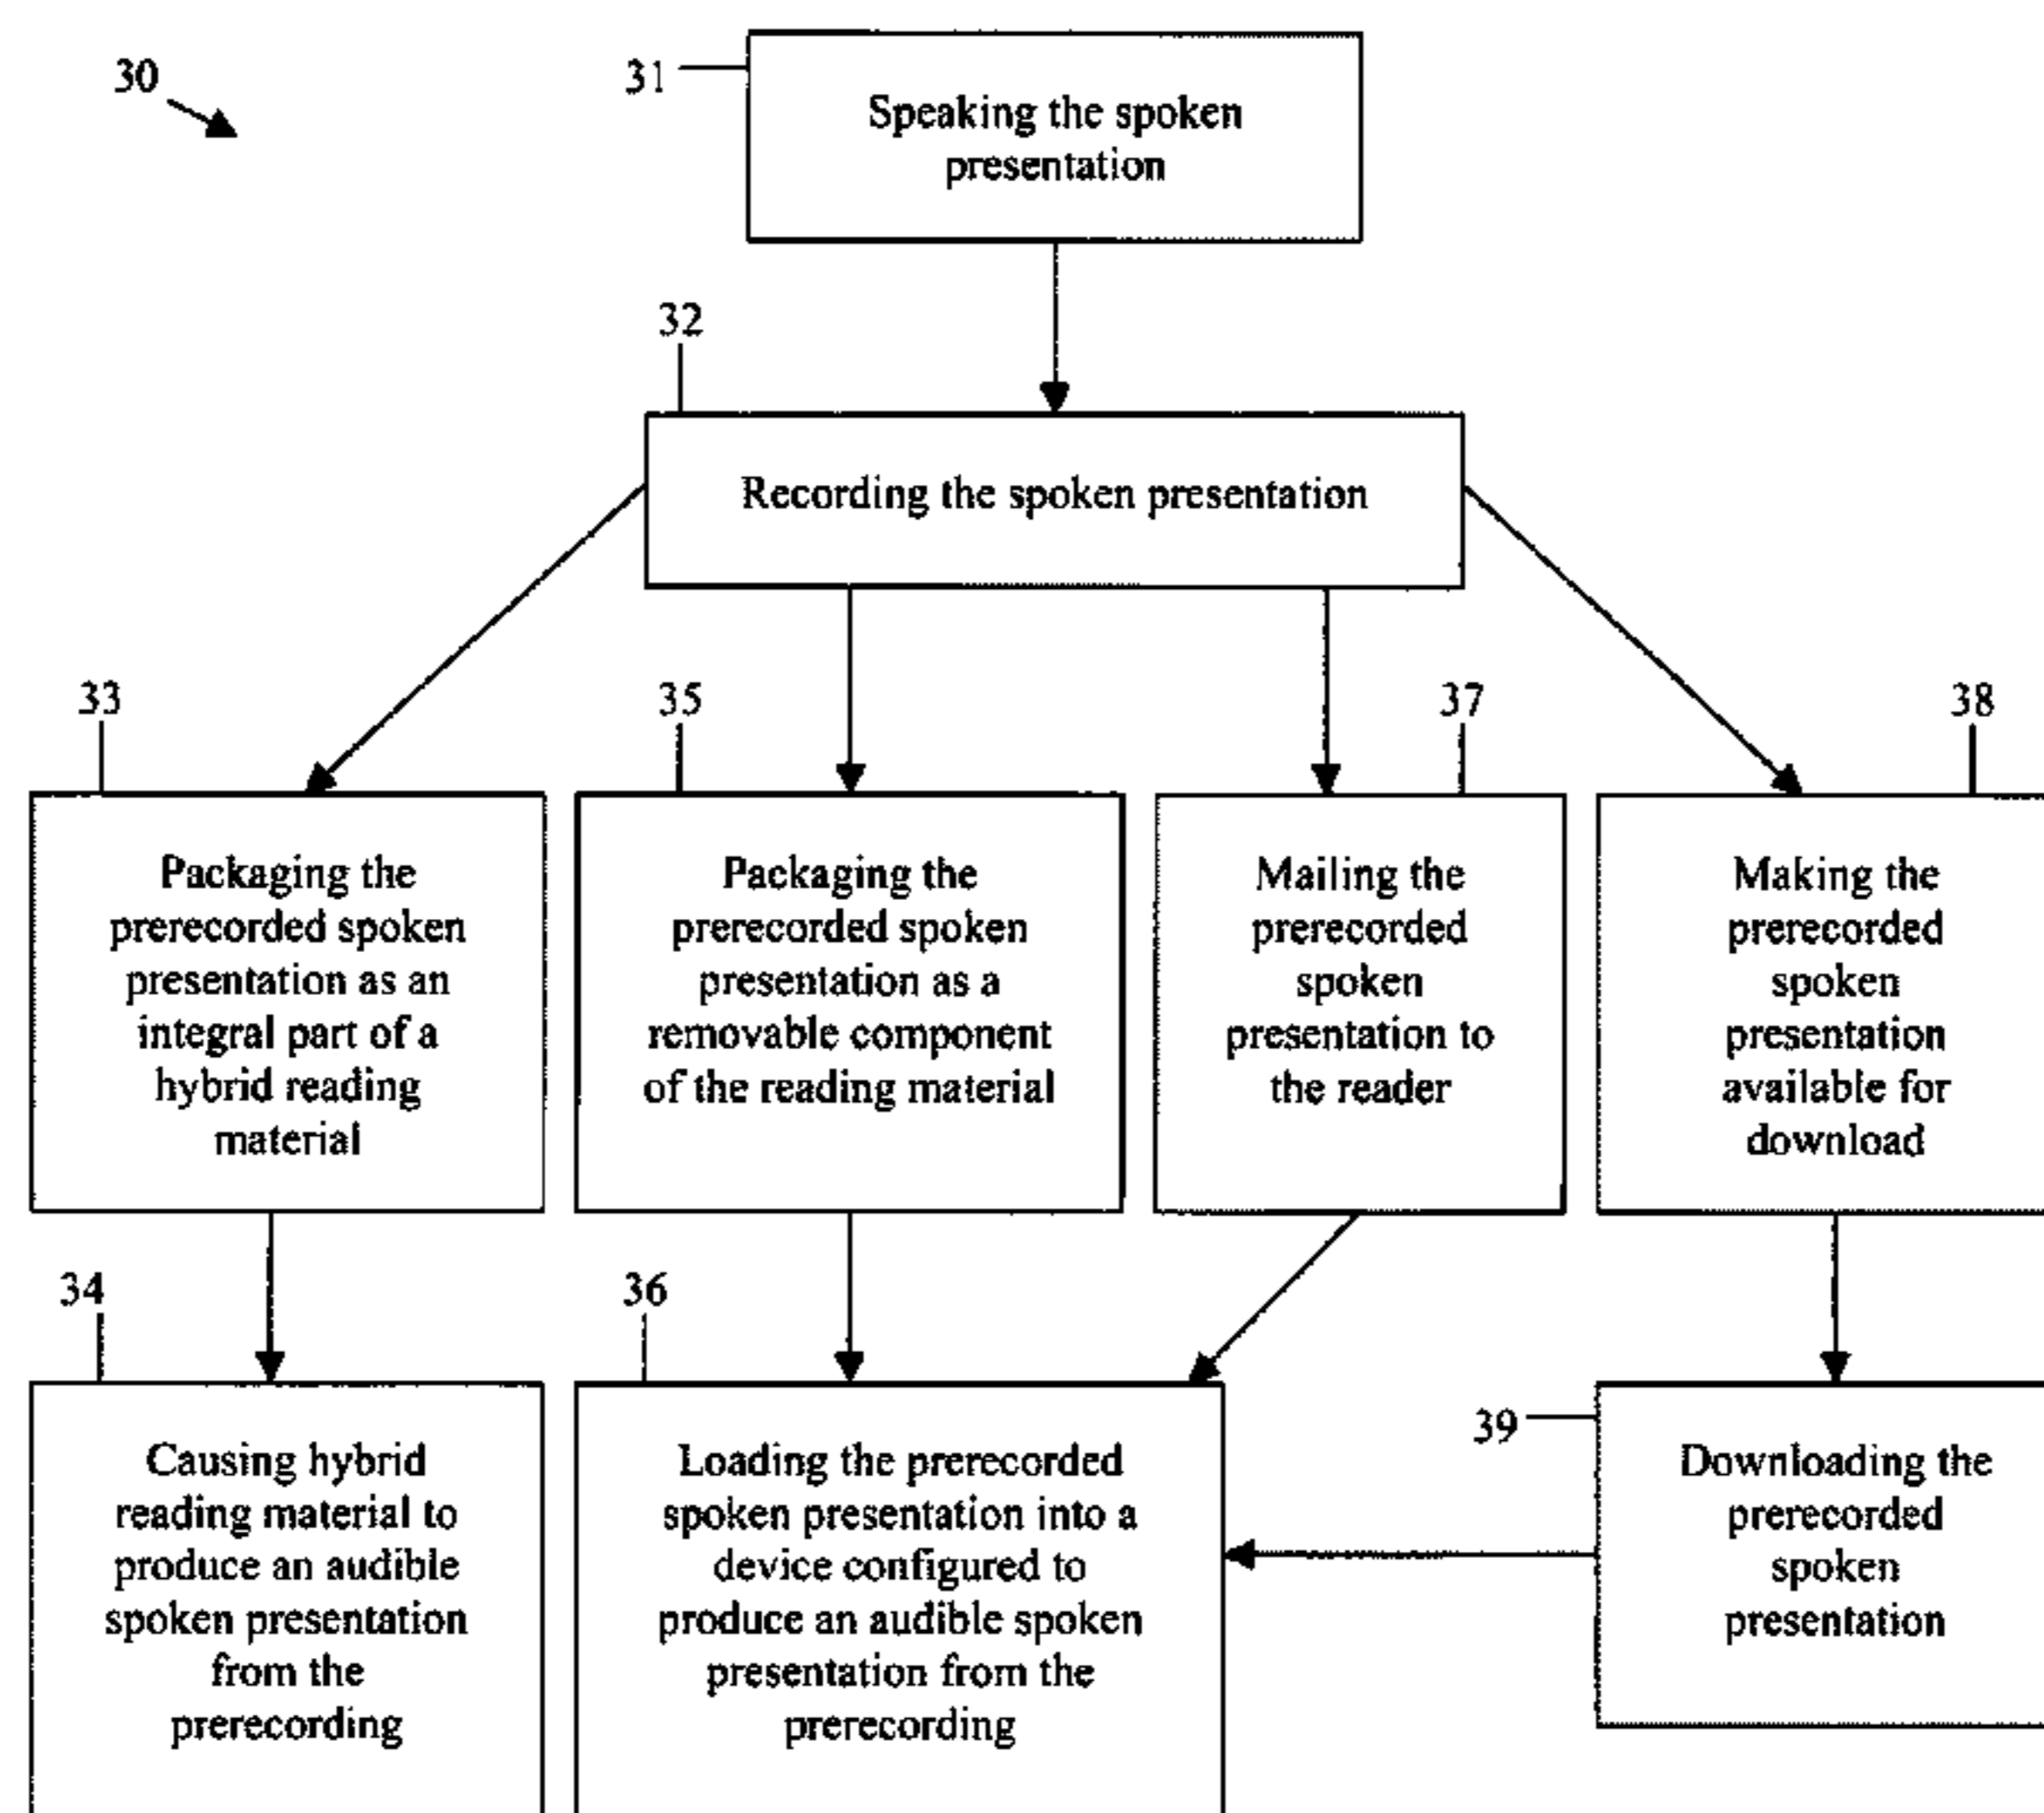 30
31
Speaking the spoken
presentation
32
Recording the spoken presentation
33
Packaging the
prerecorded spoken
presentation as an
integral part of a
hybrid reading
material
35
Packaging the
prerecorded spoken
presentation as a
removable component
of the reading material
37
Mailing the
prerecorded
spoken
presentation to
the reader
38
Making the
prerecorded
spoken
presentation
available for
download
34
Causing hybrid
reading material to
produce an audible
spoken presentation
from the
prerecording
36
Loading the prerecorded
spoken presentation into a
device configured to
produce an audible spoken
presentation from the
prerecording
39
Downloading the
prerecorded
spoken
presentation